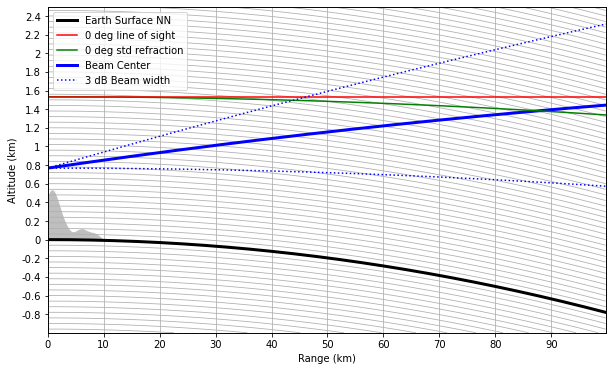 Earth Surface NN
0 deg line of sight
0 deg std refraction
Beam Center
3 dB Beam width
2.4
2.2
2
1.8
1.6
1.4
1.2
1
0.8
0.6
0.4
0.2
0
-0.2
-0.4
-0.6
-0.8
Altitude (km)
0 10 20 30 40 50 60 70 80 90
Range (km)